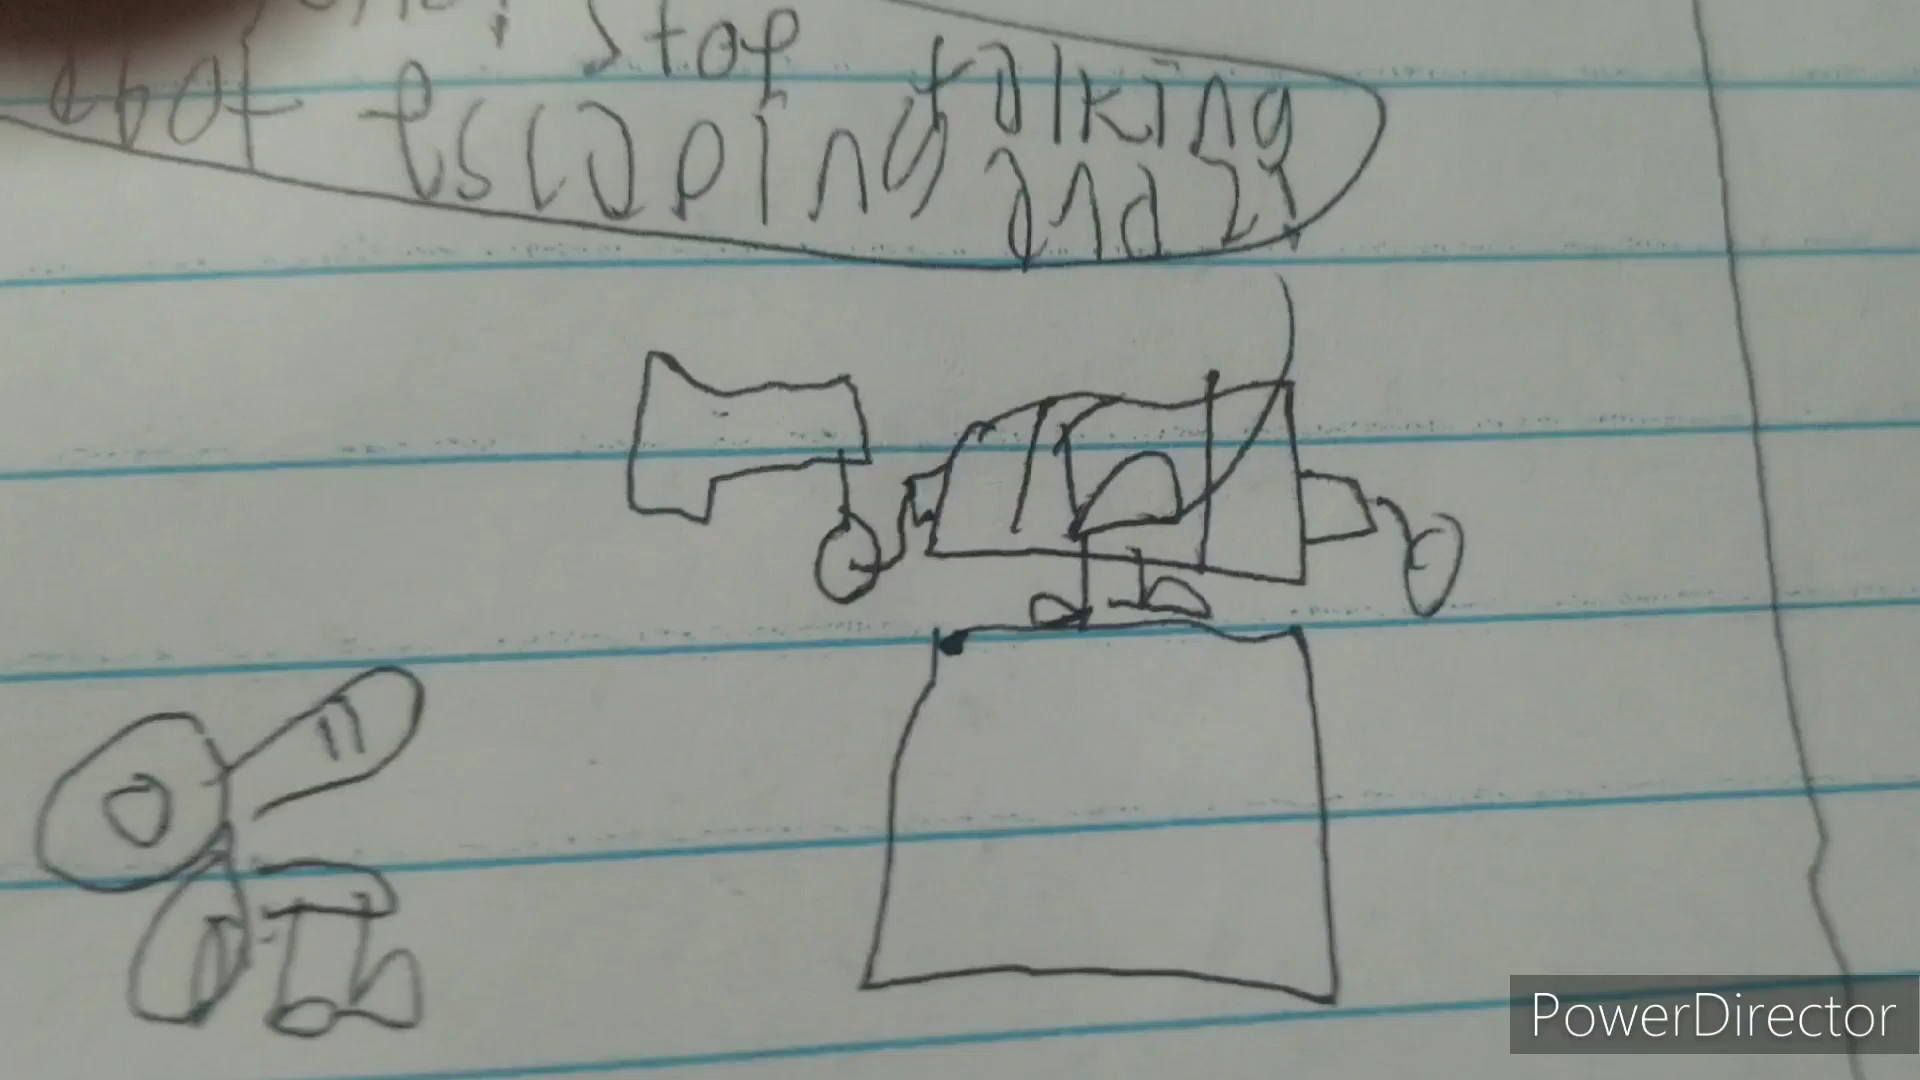 Stop talking
abot escaping and
PowerDirector